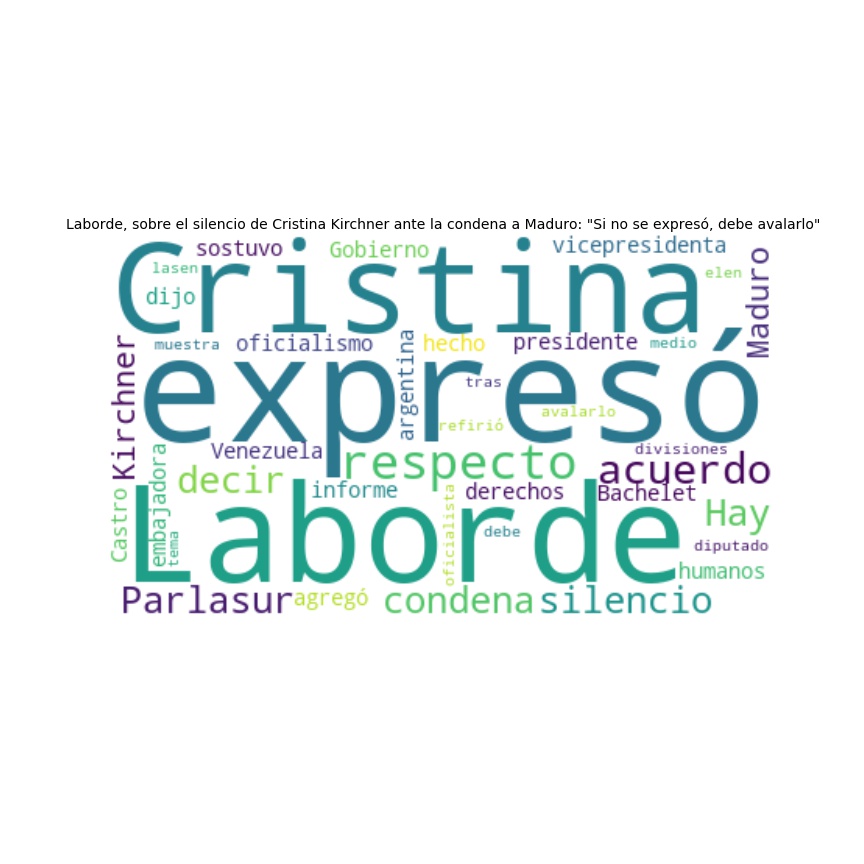 Laborde, sobre el silencio de Cristina Kirchner ante la condena a Maduro: "Si no se expresó, debe avalarlo"
sostuvo
Gobierno
vicepresidenta
Cristina
lasen
elen
dijo
Maduro
muestra
oficialismo
argentina
hecho
presidente
medio
Kirchner
expresó
tras
avalarlo
refirió
Venezuela
respecto
divisiones
acuerdo
embajadora
decir
informe
oficialista
derechos
Bachelet
Castro
tema
Laborde
debe
Hay
diputado
humanos
Parlasur
agregó
condena
silencio